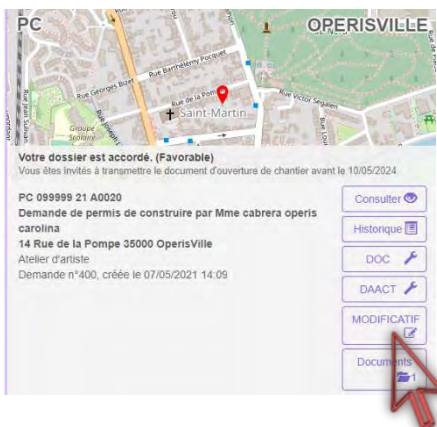 PC
OPERISVILLE
Rue Barthélemy Pocquet
Rue Georges Bizet
Rue de la Pompe
Rue Victor Segalen
Saint-Martin
Groupe
Scolaire
Votre dossier est accordé. (Favorable)
Vous êtes invités à transmettre le document d'ouverture de chantier avant le 10/05/2024
PC 099999 21 A0020
Demande de permis de construire par Mme cabrera operis
carolina
14 Rue de la Pompe 35000 OperisVille
Atelier d'artiste
Demande n°400, créée le 07/05/2021 14:09
Consulter
Historique
DOC
DAACT
MODIFICATIF
Documents
1